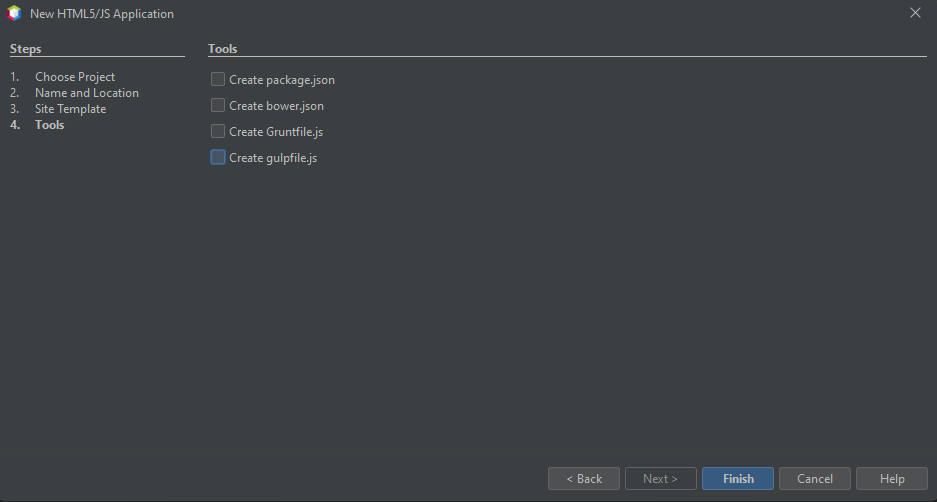 New HTML5/JS Application
Steps
1. Choose Project
2. Name and Location
3. Site Template
4. Tools
Tools
Create package.json
Create bower.json
Create Gruntfile.js
Create gulpfile.js
< Back
Next >
Finish
Cancel
Help